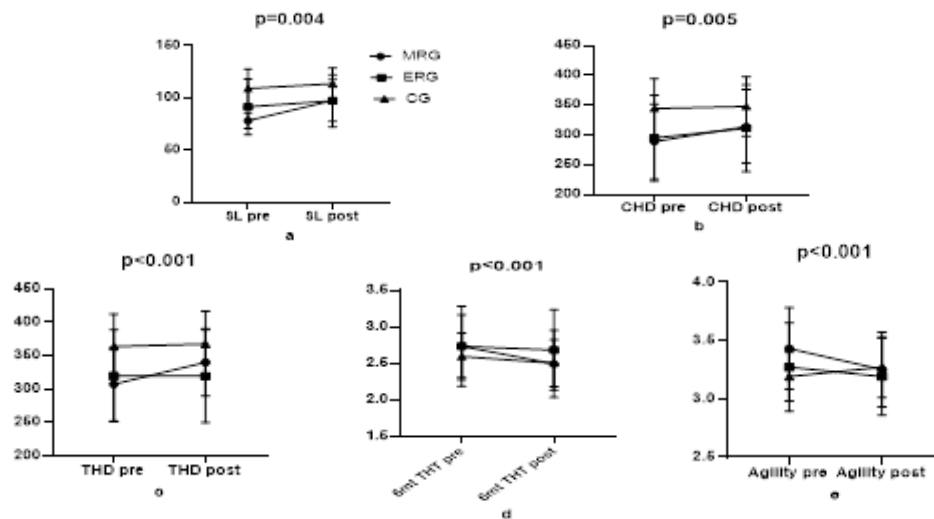 p=0.004
150
100
50
0
SL pre
SL post
a
MRG
ERG
CG
p=0.005
450
400
350
300
250
200
CHD pre
CHD post
b
p<0.001
450
400
350
300
250
200
THD pre
THD post
c
p<0.001
3.5
3.0
2.5
2.0
1.5
6mt THT pre
6mt THT post
d
p<0.001
4.0
3.5
3.0
2.5
Agility pre
Agility post
e